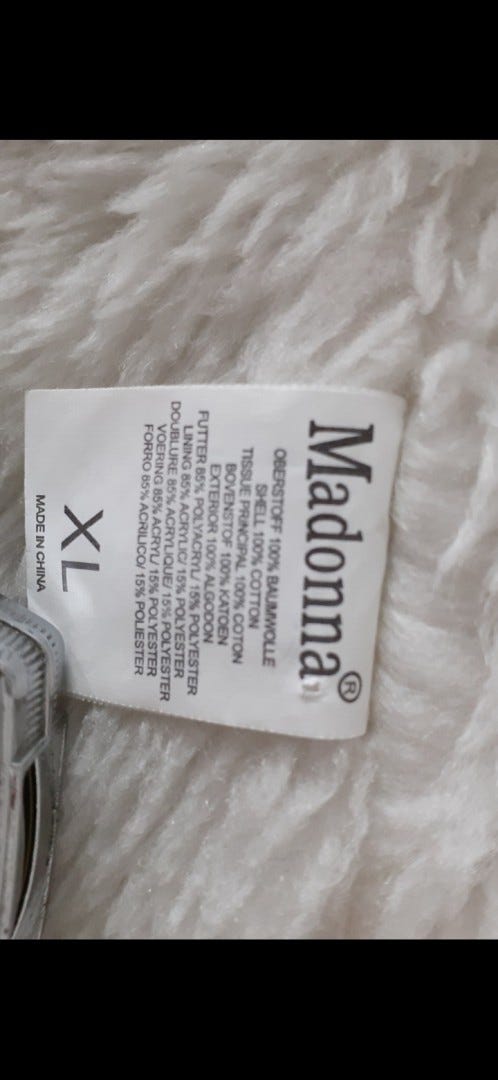 Madonna®
OBERSTOFF 100% BAUMWOLLE
SHELL 100% COTTON
TISSUE PRINCIPAL 100% COTON
BOVENSTOF 100% KATOEN
EXTERIOR 100% ALGODON
FUTTER 85% POLYACRYL/ 15% POLYESTER
LINING 85% ACRYLIC/ 15% POLYESTER
DOUBLURE 85% ACRYLIQUE/ 15% POLYESTER
VOERING 85% ACRYL/ 15% POLYESTER
FORRO 85% ACRILICO/ 15% POLIESTER
XL
MADE IN CHINA